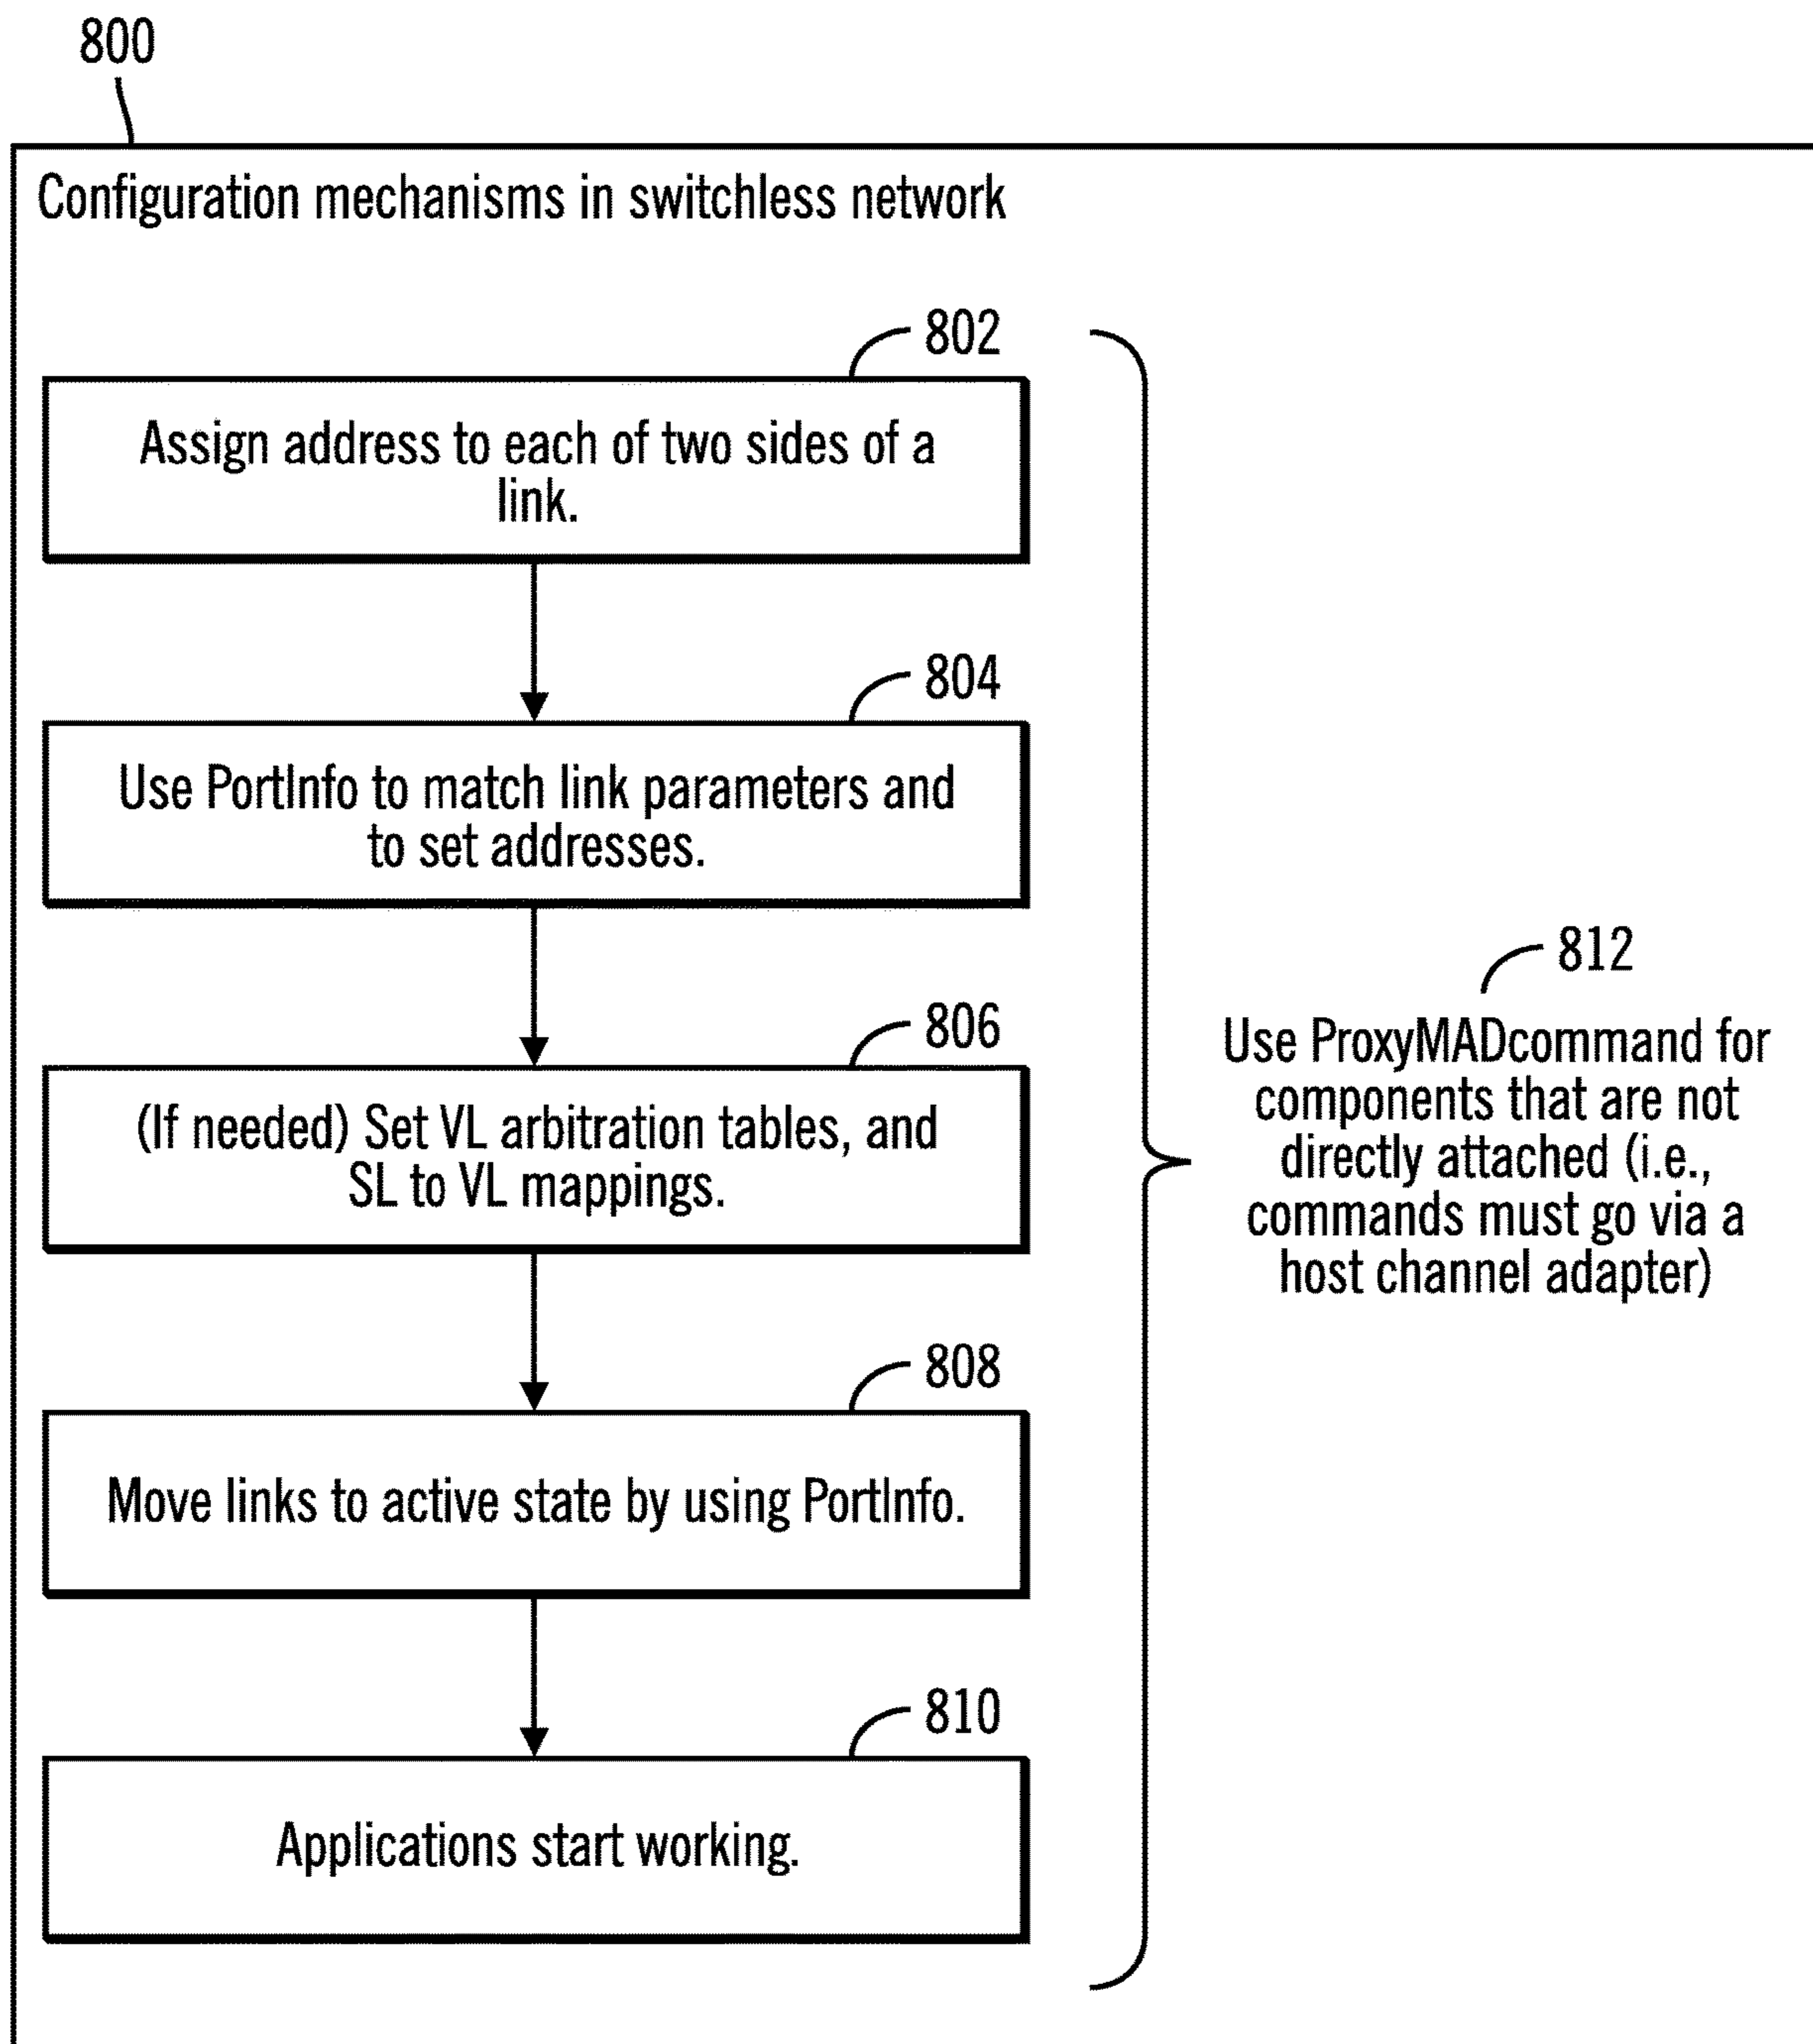 800
Configuration mechanisms in switchless network
802
Assign address to each of two sides of a
link.
804
Use PortInfo to match link parameters and
to set addresses.
806
(If needed) Set VL arbitration tables, and
SL to VL mappings.
808
Move links to active state by using PortInfo.
810
Applications start working.
812
Use ProxyMADcommand for
components that are not
directly attached (i.e.,
commands must go via a
host channel adapter)